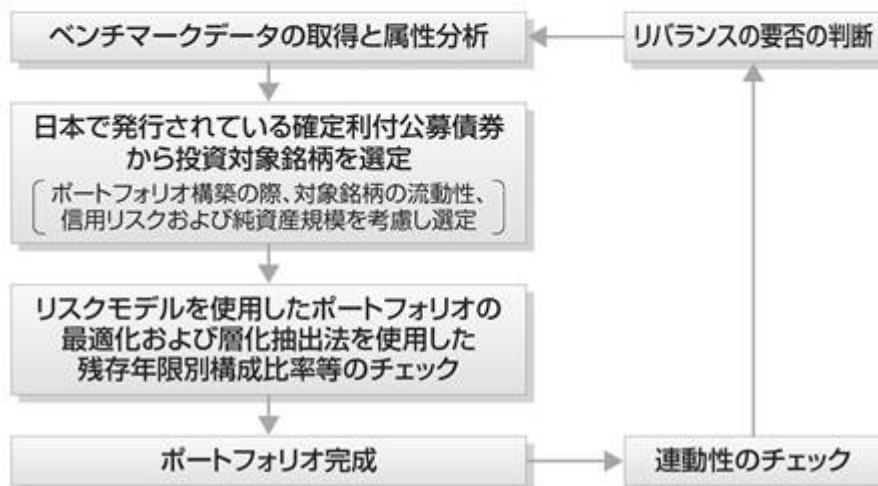 ベンチマークデータの取得と属性分析
リバランスの要否の判断
日本で発行されている確定利付公募債券
から投資対象銘柄を選定
ポートフォリオ構築の際、対象銘柄の流動性、
信用リスクおよび純資産規模を考慮し選定
リスクモデルを使用したポートフォリオの
最適化および層化抽出法を使用した
残存年限別構成比率等のチェック
ポートフォリオ完成
連動性のチェック